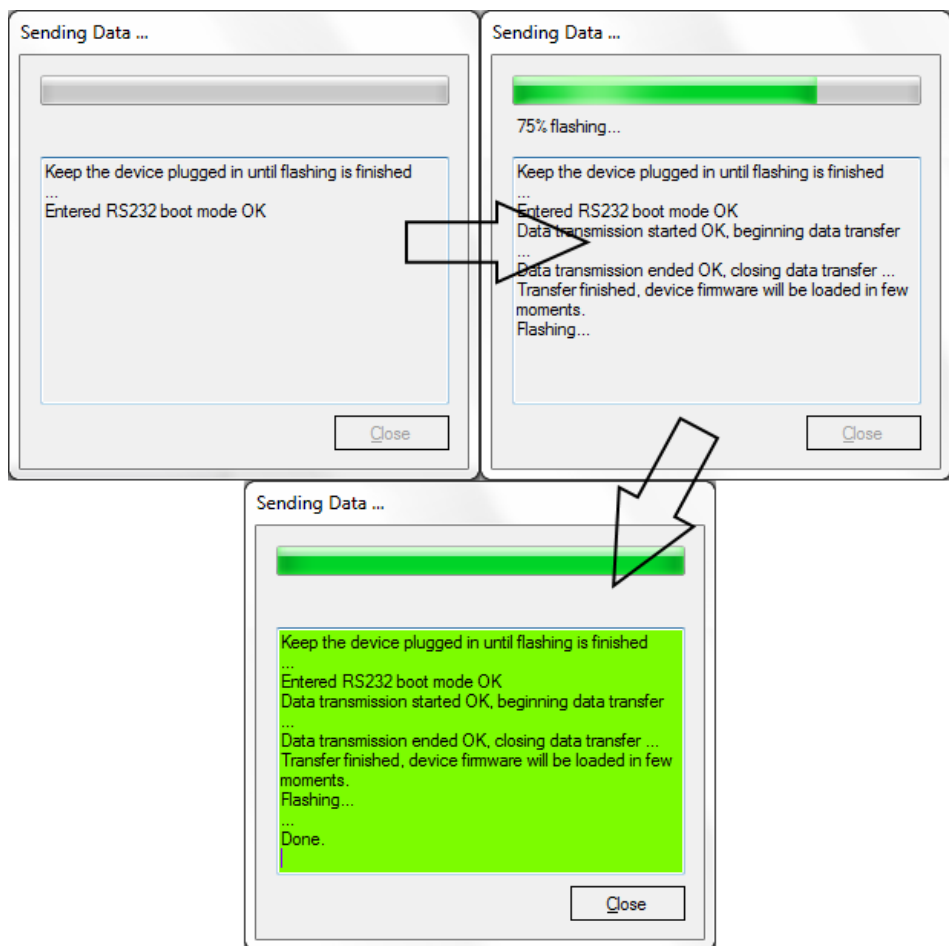 Sending Data ...
Keep the device plugged in until flashing is finished
...
Entered RS232 boot mode OK
Close
Sending Data ...
75% flashing...
Keep the device plugged in until flashing is finished
...
Entered RS232 boot mode OK
Data transmission started OK, beginning data transfer
...
Data transmission ended OK, closing data transfer ...
Transfer finished, device firmware will be loaded in few
moments.
Flashing...
Close
Sending Data ...
Keep the device plugged in until flashing is finished
...
Entered RS232 boot mode OK
Data transmission started OK, beginning data transfer
...
Data transmission ended OK, closing data transfer ...
Transfer finished, device firmware will be loaded in few
moments.
Flashing...
...
Done.
Close